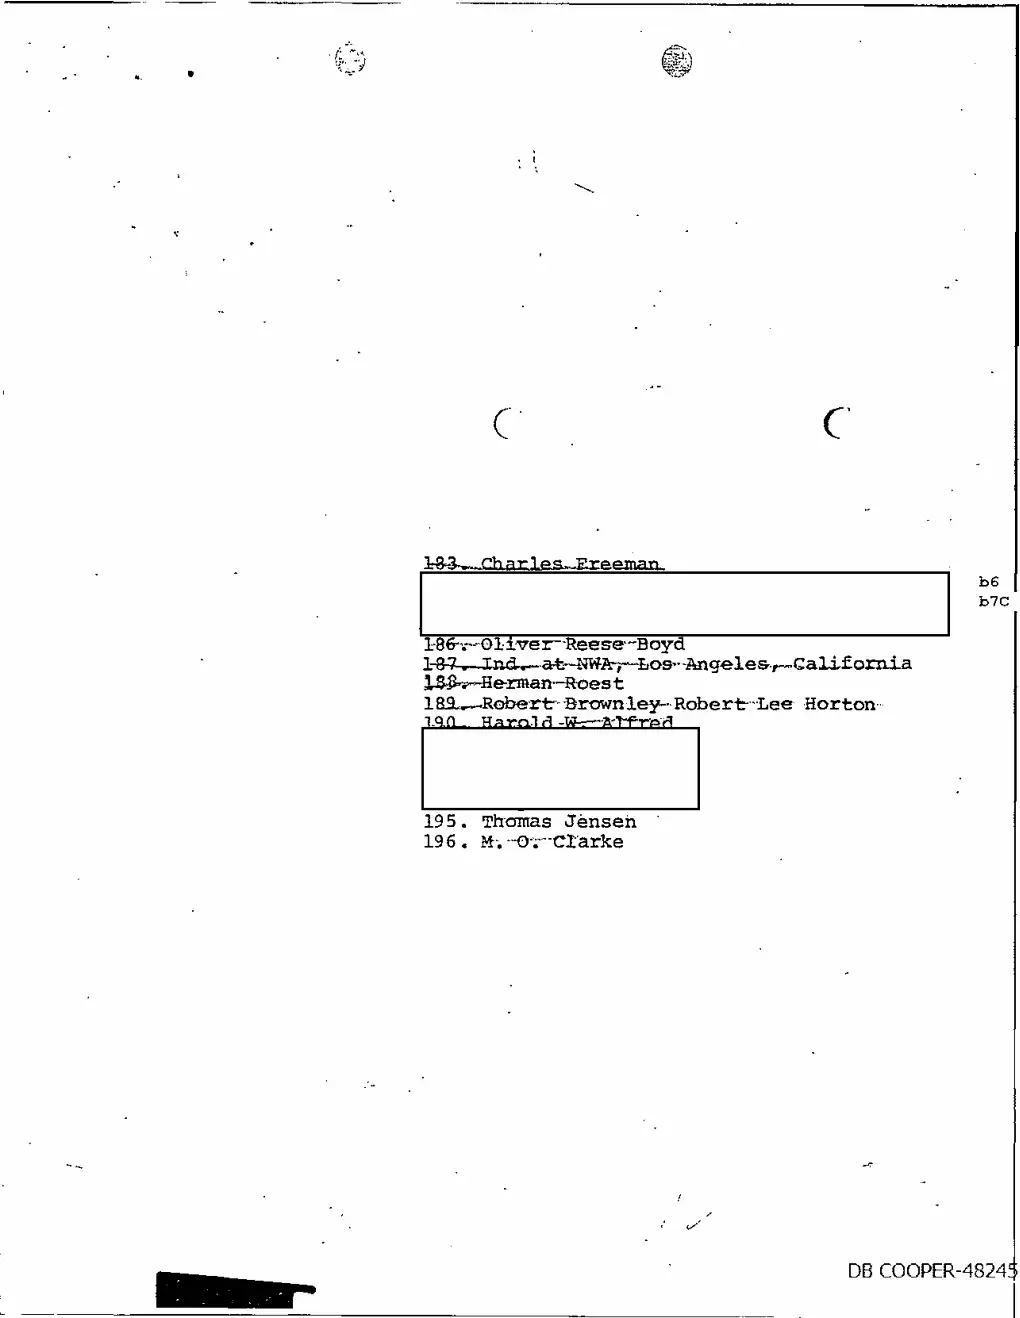 183. Charles Freeman
b6
b7C
186. Oliver Reese Boyd
187. Ind. at NWA, Los Angeles, California
188. Herman Roest
189. Robert Brownley Robert Lee Horton
190. Harold W. Alfred
195. Thomas Jensen
196. M. O. Clarke
DB COOPER-48245